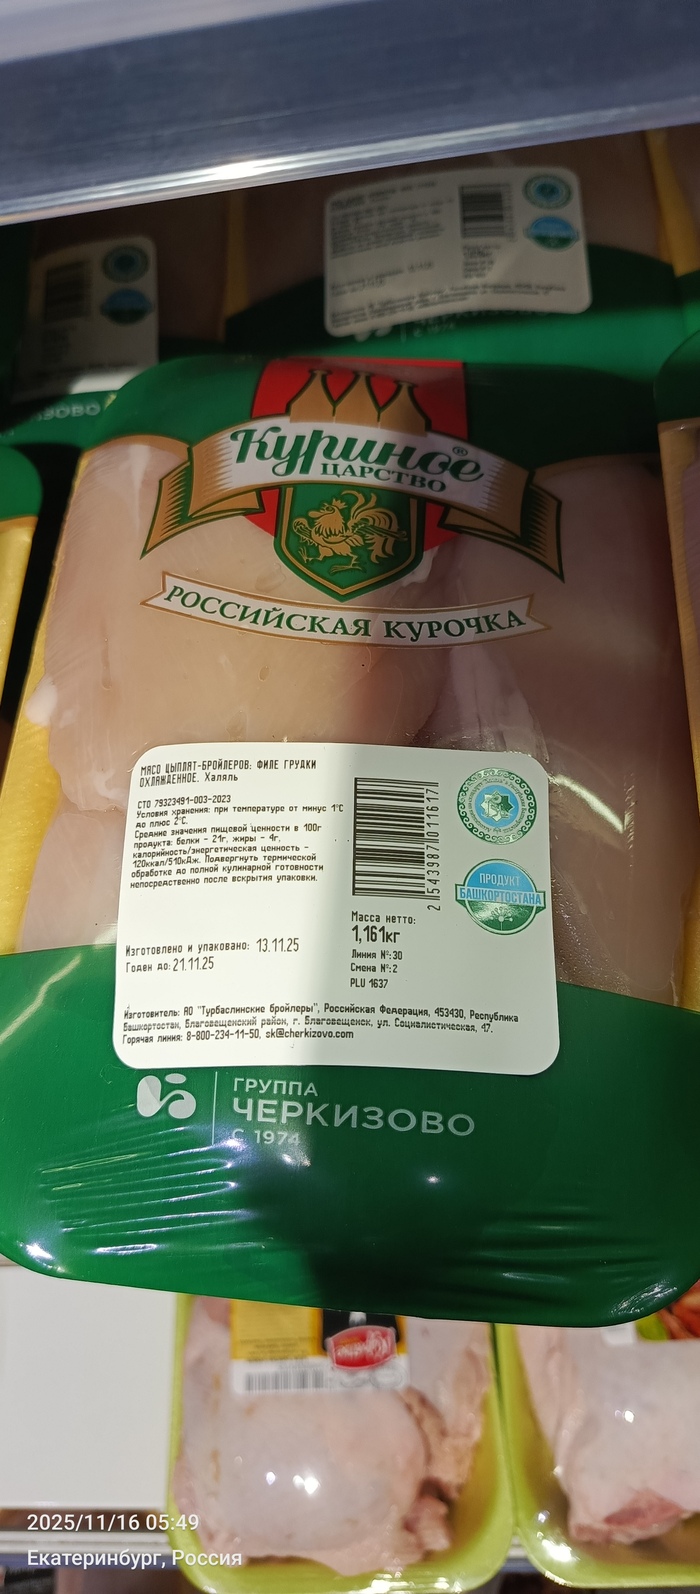 Куриное®
ЦАРСТВО
РОССИЙСКАЯ КУРОЧКА
МЯСО ЦЫПЛЯТ-БРОЙЛЕРОВ: ФИЛЕ ГРУДКИ
ОХЛАЖДЕННОЕ. Халяль
СТО 79323491-003-2023
Условия хранения: при температуре от минус 1°С
до плюс 2°С.
Средние значения пищевой ценности в 100г
продукта: белки - 21г, жиры - 4г,
калорийность/энергетическая ценность -
120ккал/510кДж. Подвергнуть термической
обработке до полной кулинарной готовности
непосредственно после вскрытия упаковки.
Изготовлено и упаковано: 13.11.25
Годен до: 21.11.25
2 543987 011617
Масса нетто:
1,161кг
Линия №:30
Смена №:2
PLU 1637
ПРОДУКТ
БАШКОРТОСТАНА
Изготовитель: АО "Турбаслинские бройлеры", Российская Федерация, 453430, Республика
Башкортостан, Благовещенский район, г. Благовещенск, ул. Социалистическая, 47.
Горячая линия: 8-800-234-11-50, sk@cherkizovo.com
ГРУППА
ЧЕРКИЗОВО
С 1974
2025/11/16 05:49
Екатеринбург, Россия